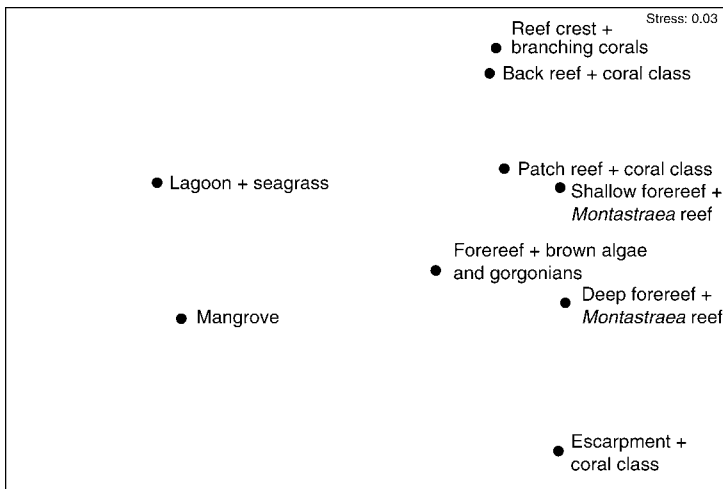 Stress: 0.03
Reef crest +
branching corals
Back reef + coral class
Patch reef + coral class
Lagoon + seagrass
Shallow forereef +
Montastraea reef
Forereef + brown algae
and gorgonians
Deep forereef +
Montastraea reef
Mangrove
Escarpment +
coral class